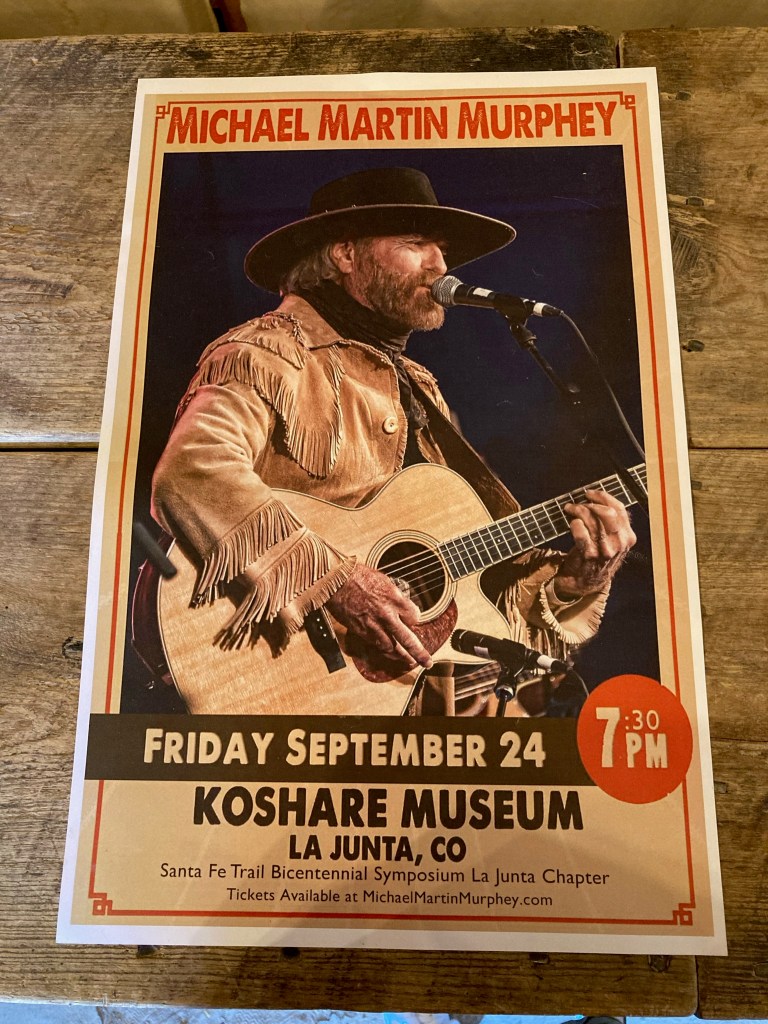 MICHAEL MARTIN MURPHEY
FRIDAY SEPTEMBER 24
7:30 PM
KOSHARE MUSEUM
LA JUNTA, CO
Santa Fe Trail Bicentennial Symposium La Junta Chapter
Tickets Available at MichaelMartinMurphey.com